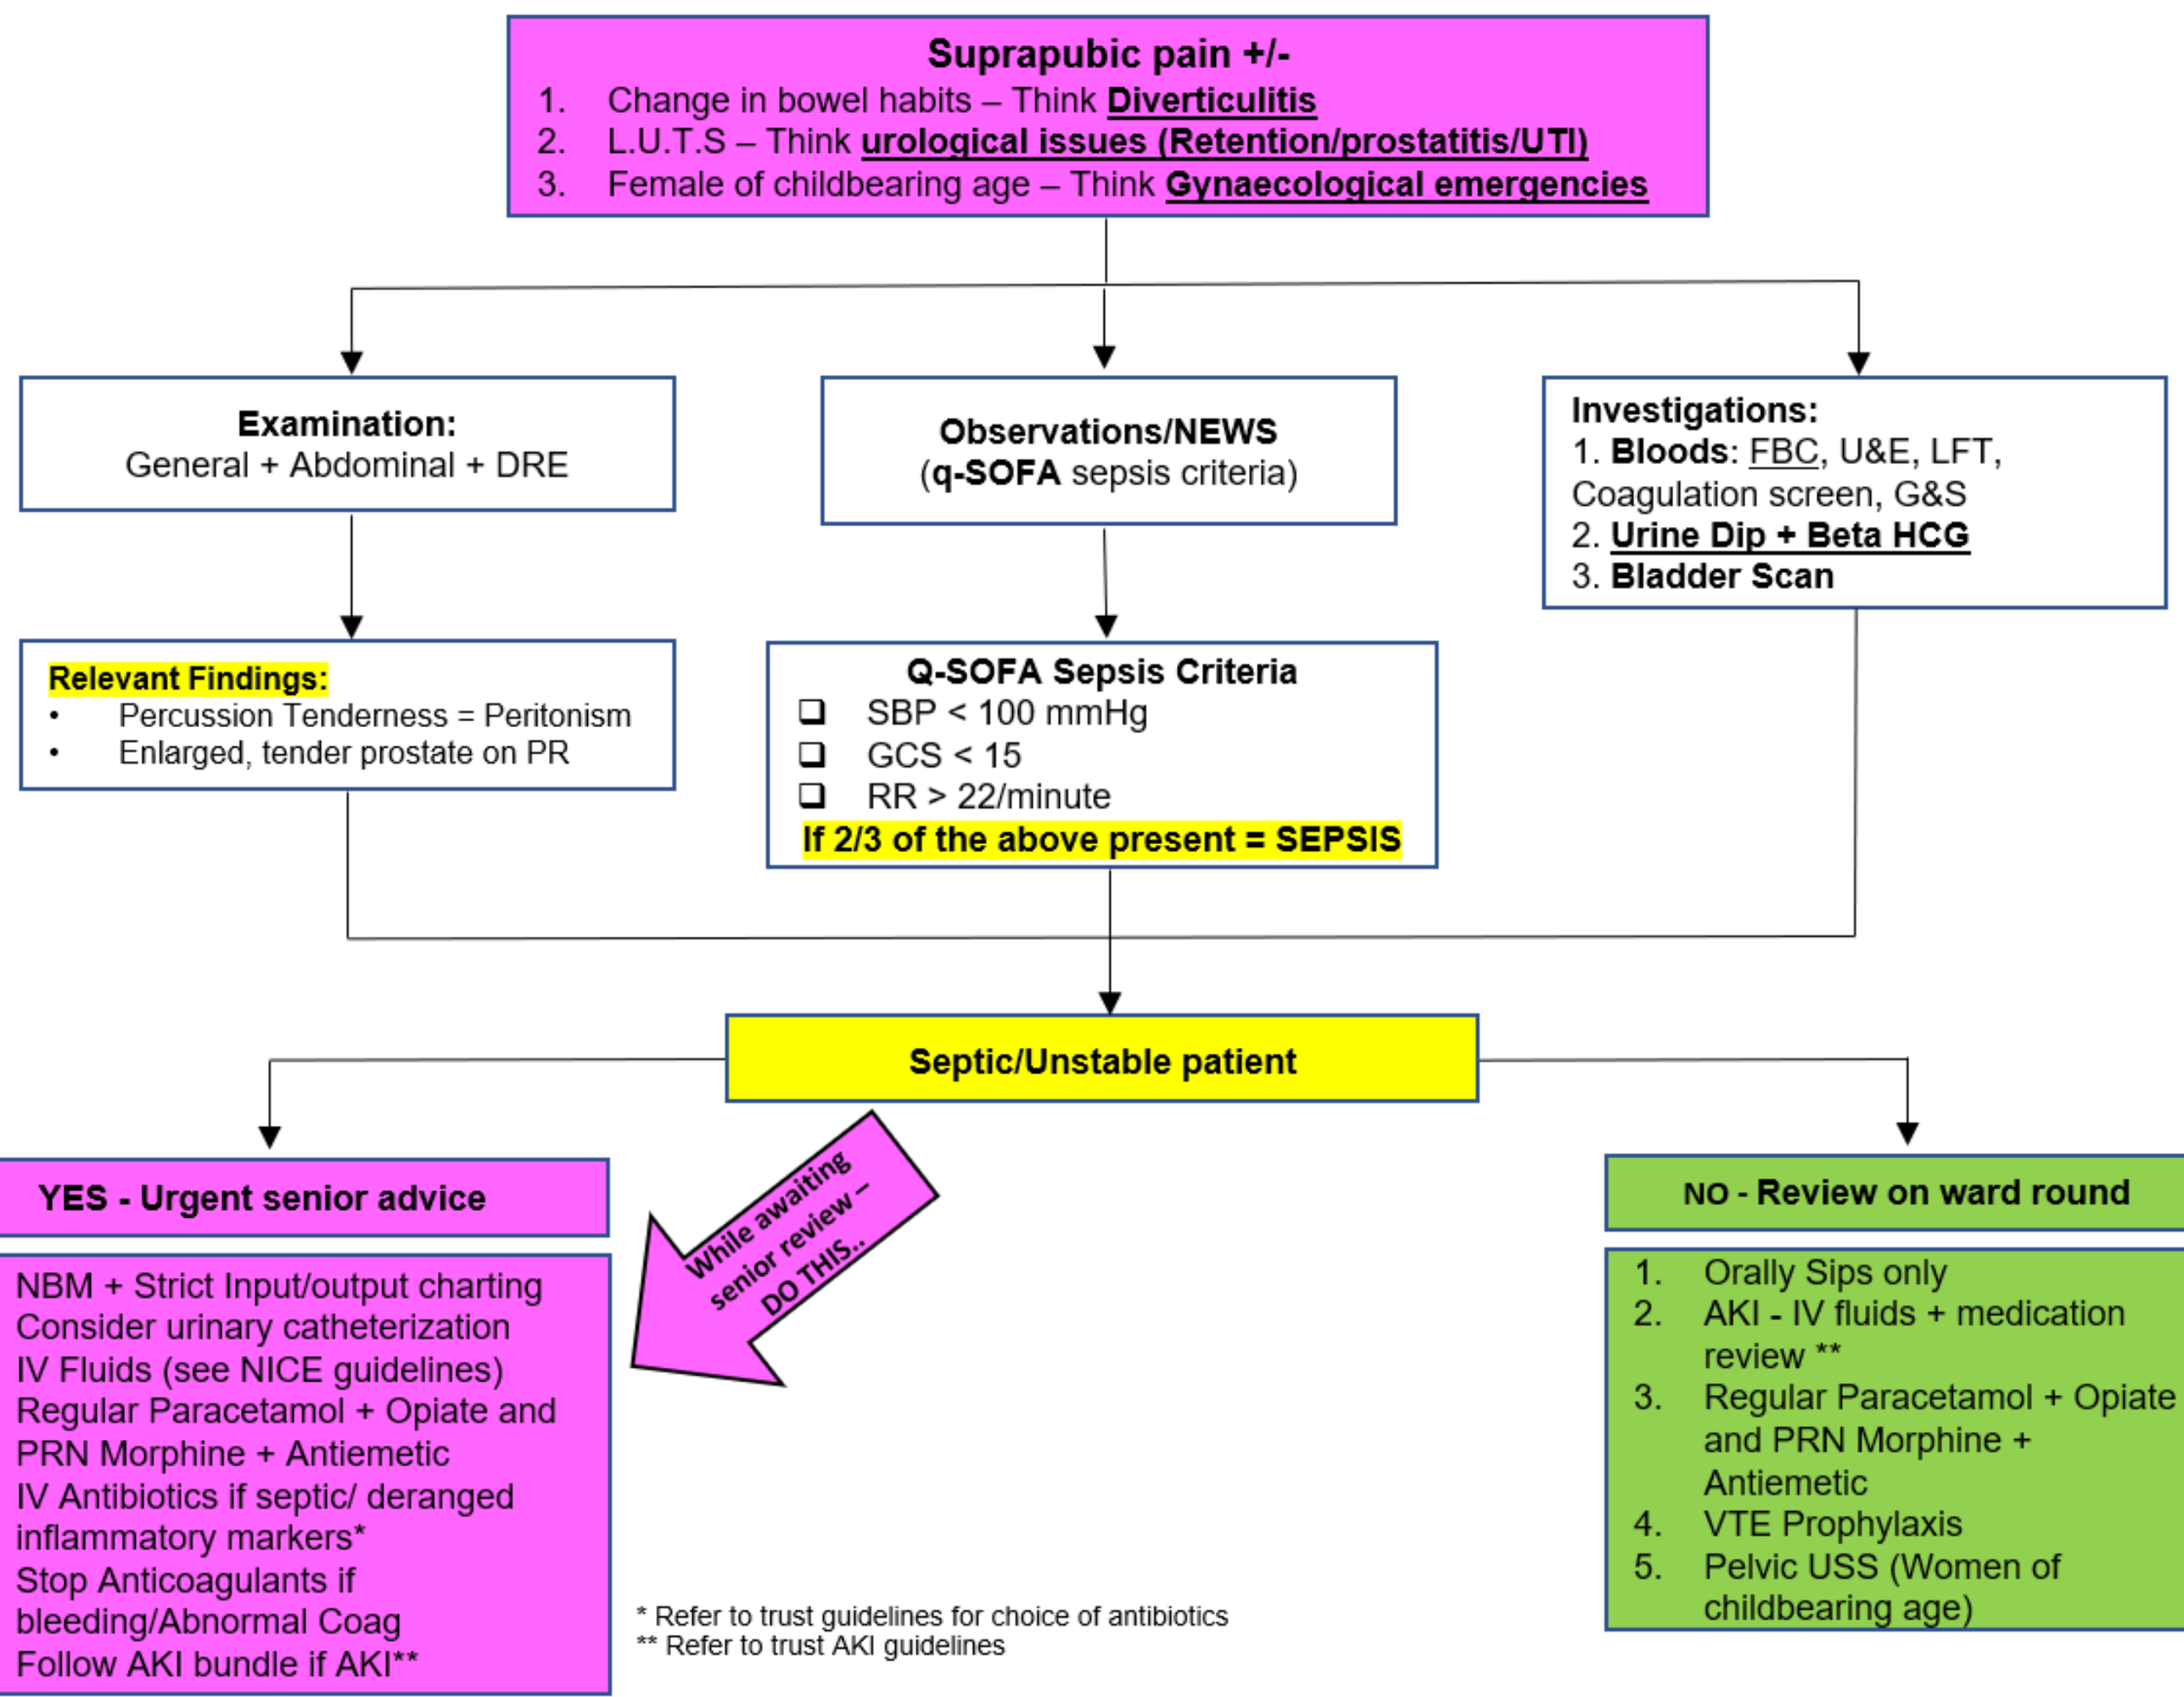 Suprapubic pain +/-
1. Change in bowel habits – Think Diverticulitis
2. L.U.T.S – Think urological issues (Retention/prostatitis/UTI)
3. Female of childbearing age – Think Gynaecological emergencies
Examination:
General + Abdominal + DRE
Observations/NEWS
(q-SOFA sepsis criteria)
Investigations:
1. Bloods: FBC, U&E, LFT,
Coagulation screen, G&S
2. Urine Dip + Beta HCG
3. Bladder Scan
Relevant Findings:
• Percussion Tenderness = Peritonism
• Enlarged, tender prostate on PR
Q-SOFA Sepsis Criteria
❑ SBP < 100 mmHg
❑ GCS < 15
❑ RR > 22/minute
If 2/3 of the above present = SEPSIS
Septic/Unstable patient
YES - Urgent senior advice
NBM + Strict Input/output charting
Consider urinary catheterization
IV Fluids (see NICE guidelines)
Regular Paracetamol + Opiate and
PRN Morphine + Antiemetic
IV Antibiotics if septic/ deranged
inflammatory markers*
Stop Anticoagulants if
bleeding/Abnormal Coag
Follow AKI bundle if AKI**
While awaiting
senior review –
DO THIS..
NO - Review on ward round
1. Orally Sips only
2. AKI - IV fluids + medication
review **
3. Regular Paracetamol + Opiate
and PRN Morphine +
Antiemetic
4. VTE Prophylaxis
5. Pelvic USS (Women of
childbearing age)
* Refer to trust guidelines for choice of antibiotics
** Refer to trust AKI guidelines